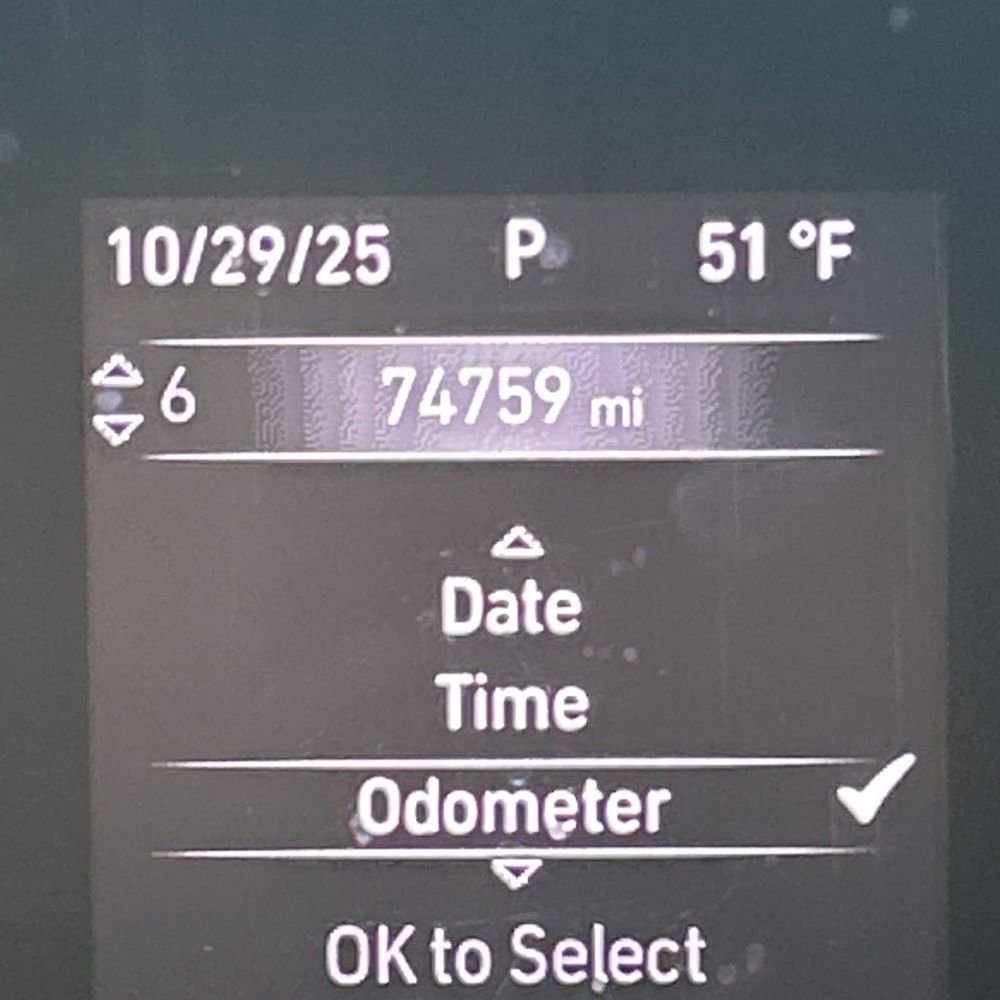 10/29/25 P 51 °F
6 74759 mi
Date
Time
Odometer
OK to Select